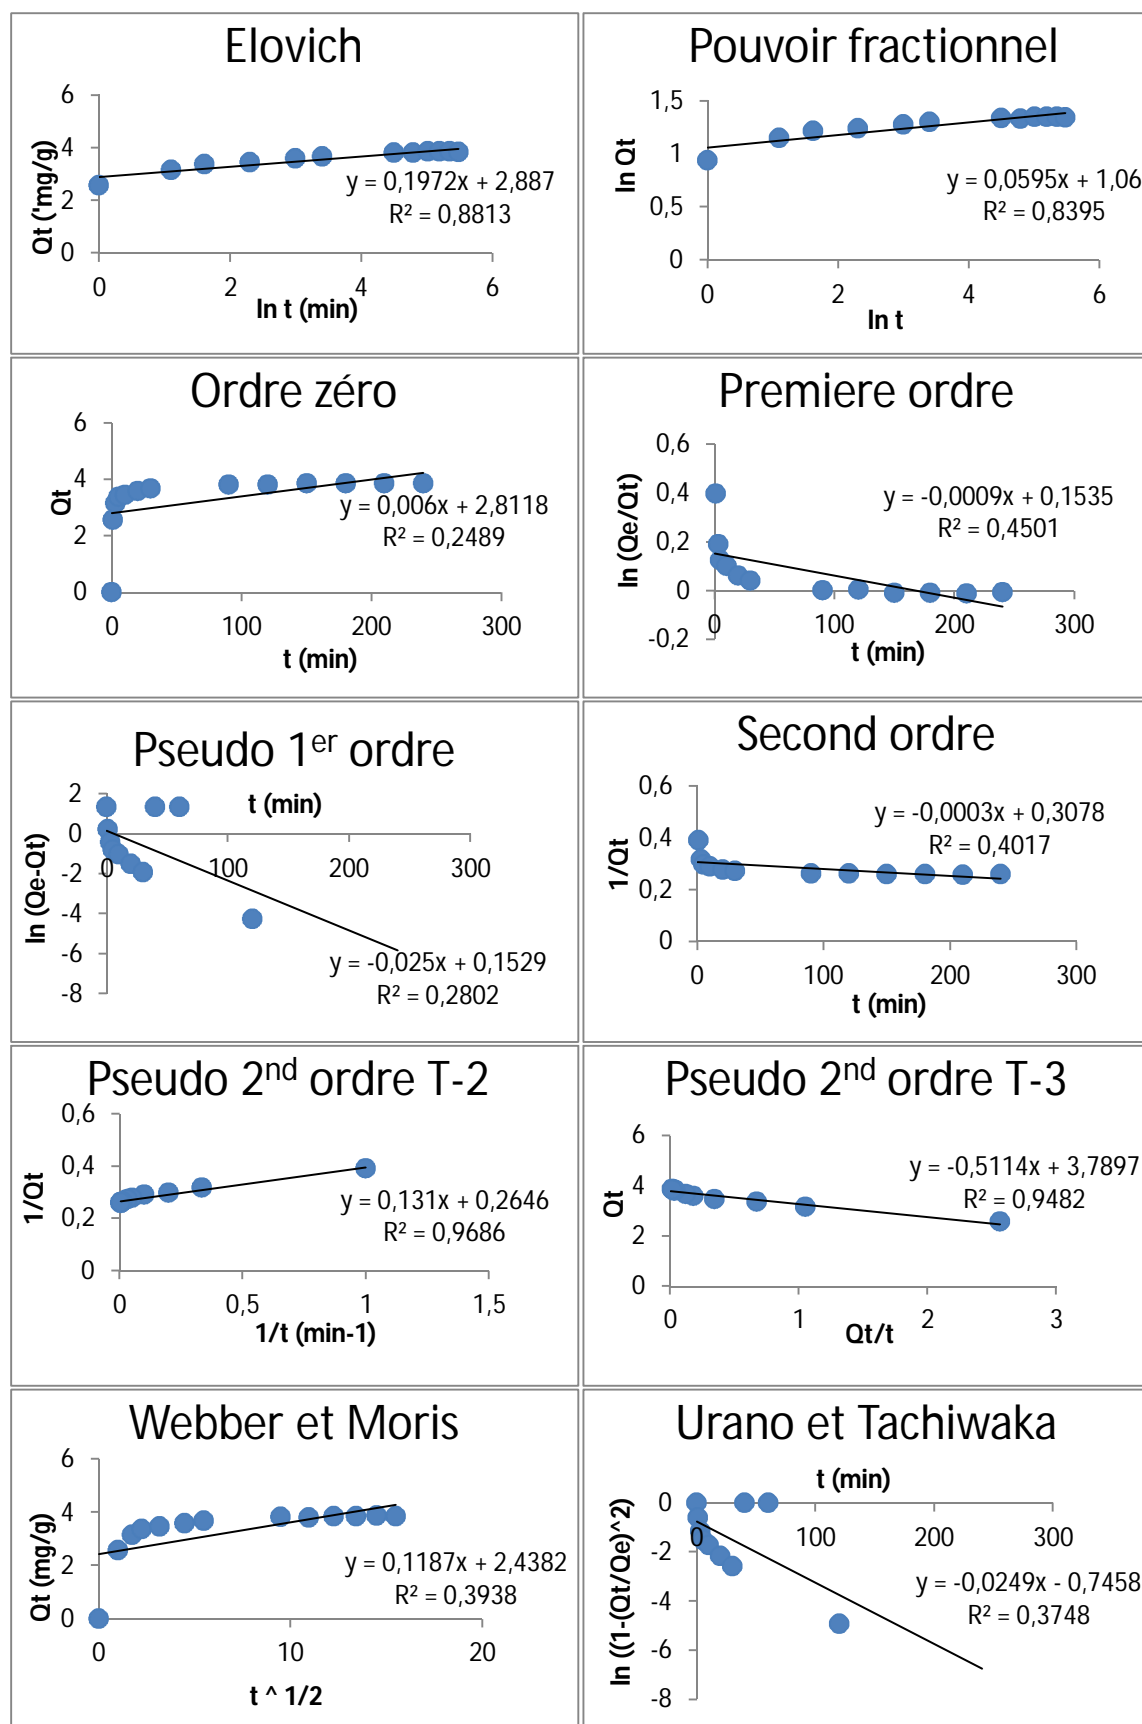 Elovich
6
4
2
0
Qt ('mg/g)
y = 0,1972x + 2,887
R² = 0,8813
0 2 4 6
ln t (min)
Pouvoir fractionnel
1,5
1
0,5
0
ln Qt
y = 0,0595x + 1,06
R² = 0,8395
0 2 4 6
ln t
Ordre zéro
6
4
2
0
Qt
y = 0,006x + 2,8118
R² = 0,2489
0 100 200 300
t (min)
Premiere ordre
0,6
0,4
0,2
0
-0,2
ln (Qe/Qt)
y = -0,0009x + 0,1535
R² = 0,4501
0 100 200 300
t (min)
Pseudo 1er ordre
2
0
-2
-4
-6
-8
ln (Qe-Qt)
t (min)
0 100 200 300
y = -0,025x + 0,1529
R² = 0,2802
Second ordre
0,6
0,4
0,2
0
1/Qt
y = -0,0003x + 0,3078
R² = 0,4017
0 100 200 300
t (min)
Pseudo 2nd ordre T-2
0,6
0,4
0,2
0
1/Qt
y = 0,131x + 0,2646
R² = 0,9686
0 0,5 1 1,5
1/t (min-1)
Pseudo 2nd ordre T-3
6
4
2
0
Qt
y = -0,5114x + 3,7897
R² = 0,9482
0 1 2 3
Qt/t
Webber et Moris
6
4
2
0
Qt (mg/g)
y = 0,1187x + 2,4382
R² = 0,3938
0 10 20
t ^ 1/2
Urano et Tachiwaka
t (min)
0
-2
-4
-6
-8
ln ((1-(Qt/Qe)^2)
0 100 200 300
y = -0,0249x - 0,7458
R² = 0,3748